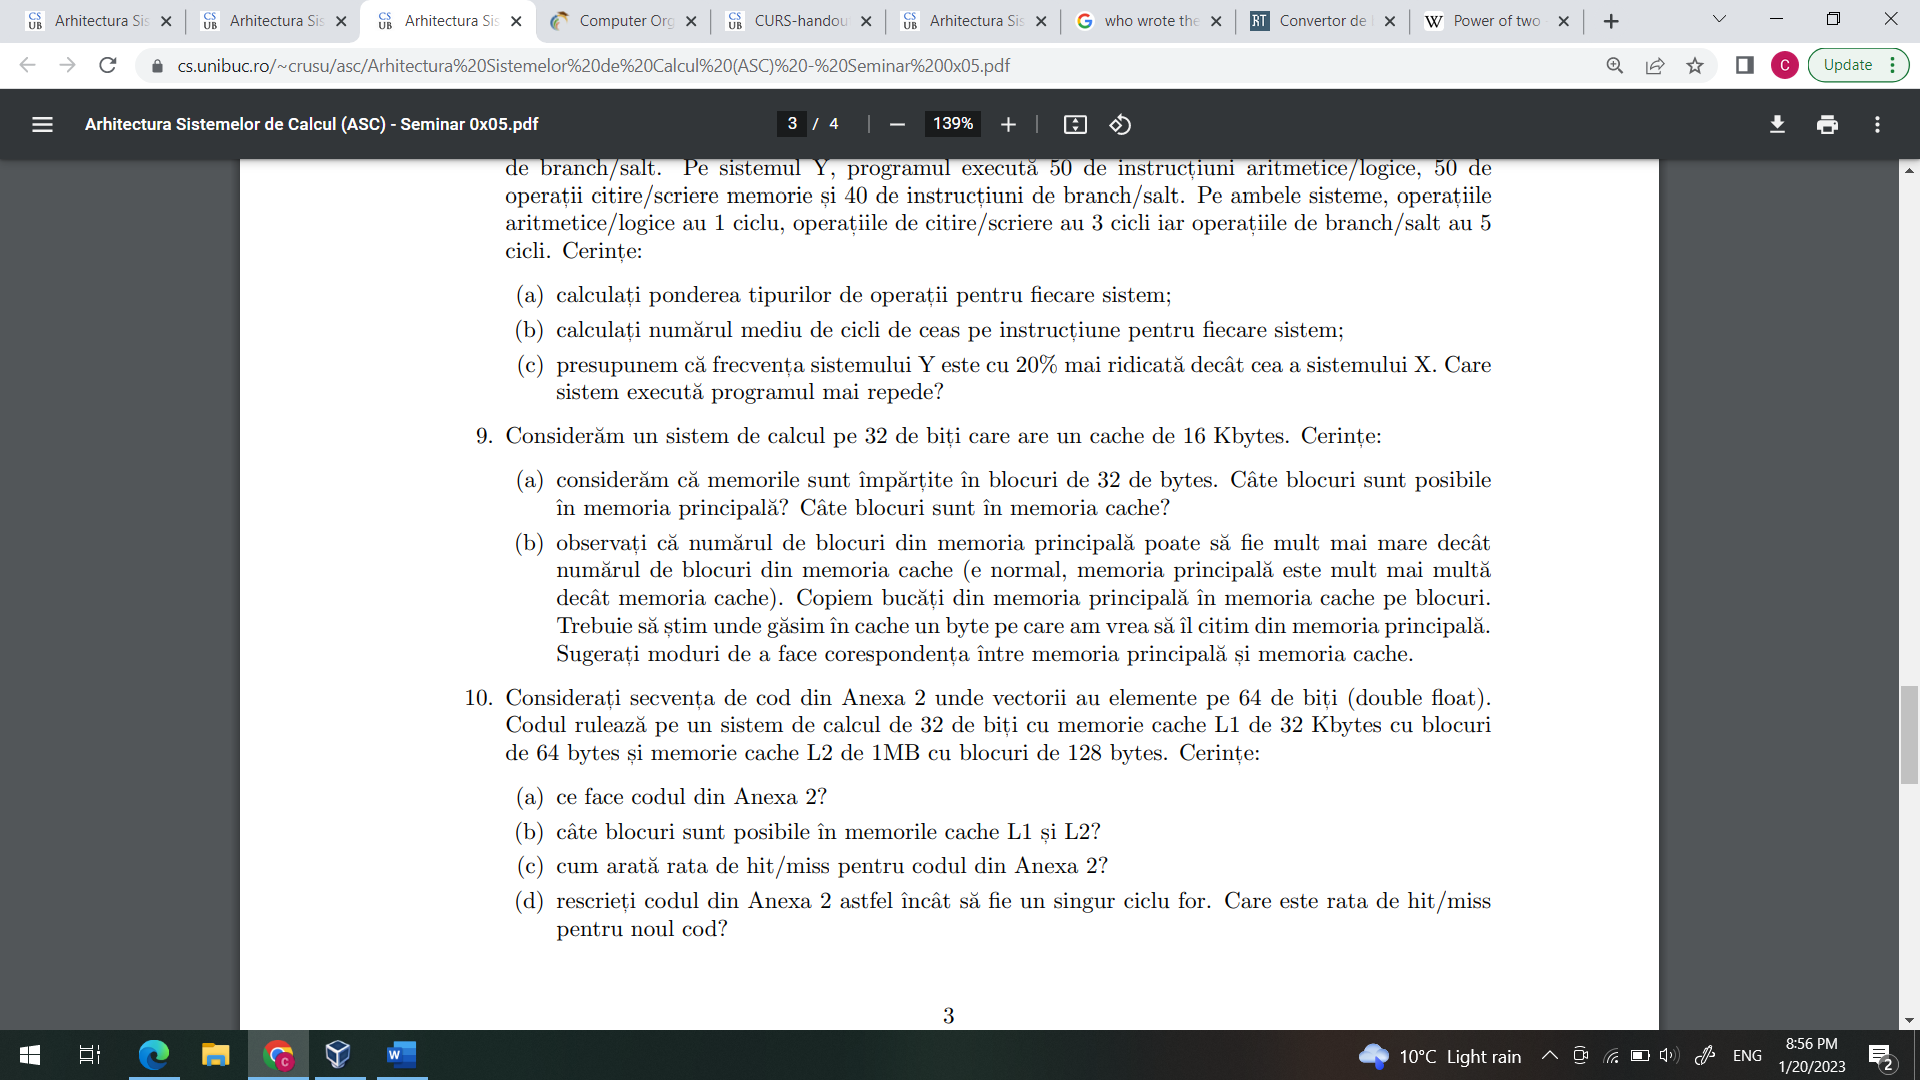 Arhitectura Sis
Arhitectura Sis
Arhitectura Sis
Computer Org
CURS-handou
Arhitectura Sis
who wrote the
Convertor de
Power of two
cs.unibuc.ro/~crusu/asc/Arhitectura%20Sistemelor%20de%20Calcul%20(ASC)%20-%20Seminar%200x05.pdf
C
Update
Arhitectura Sistemelor de Calcul (ASC) - Seminar 0x05.pdf
3 / 4
139%
de branch/salt. Pe sistemul Y, programul execută 50 de instrucțiuni aritmetice/logice, 50 de
operații citire/scriere memorie și 40 de instrucțiuni de branch/salt. Pe ambele sisteme, operațiile
aritmetice/logice au 1 ciclu, operațiile de citire/scriere au 3 cicli iar operațiile de branch/salt au 5
cicli. Cerințe:
(a) calculați ponderea tipurilor de operații pentru fiecare sistem;
(b) calculați numărul mediu de cicli de ceas pe instrucțiune pentru fiecare sistem;
(c) presupunem că frecvența sistemului Y este cu 20% mai ridicată decât cea a sistemului X. Care
sistem execută programul mai repede?
9. Considerăm un sistem de calcul pe 32 de biți care are un cache de 16 Kbytes. Cerințe:
(a) considerăm că memorile sunt împărțite în blocuri de 32 de bytes. Câte blocuri sunt posibile
în memoria principală? Câte blocuri sunt în memoria cache?
(b) observați că numărul de blocuri din memoria principală poate să fie mult mai mare decât
numărul de blocuri din memoria cache (e normal, memoria principală este mult mai multă
decât memoria cache). Copiem bucăți din memoria principală în memoria cache pe blocuri.
Trebuie să știm unde găsim în cache un byte pe care am vrea să îl citim din memoria principală.
Sugerați moduri de a face corespondența între memoria principală și memoria cache.
10. Considerați secvența de cod din Anexa 2 unde vectorii au elemente pe 64 de biți (double float).
Codul rulează pe un sistem de calcul de 32 de biți cu memorie cache L1 de 32 Kbytes cu blocuri
de 64 bytes și memorie cache L2 de 1MB cu blocuri de 128 bytes. Cerințe:
(a) ce face codul din Anexa 2?
(b) câte blocuri sunt posibile în memorile cache L1 și L2?
(c) cum arată rata de hit/miss pentru codul din Anexa 2?
(d) rescrieți codul din Anexa 2 astfel încât să fie un singur ciclu for. Care este rata de hit/miss
pentru noul cod?
3
10°C Light rain
ENG
8:56 PM
1/20/2023
2